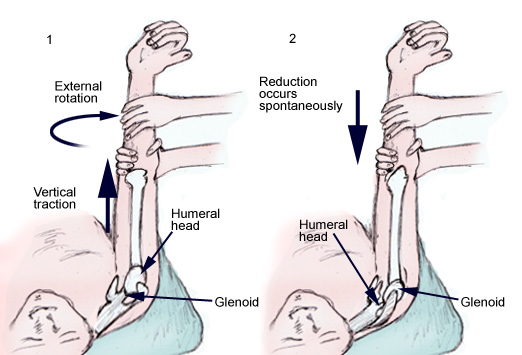 1
External
rotation
Vertical
traction
Humeral
head
Glenoid
2
Reduction
occurs
spontaneously
Humeral
head
Glenoid